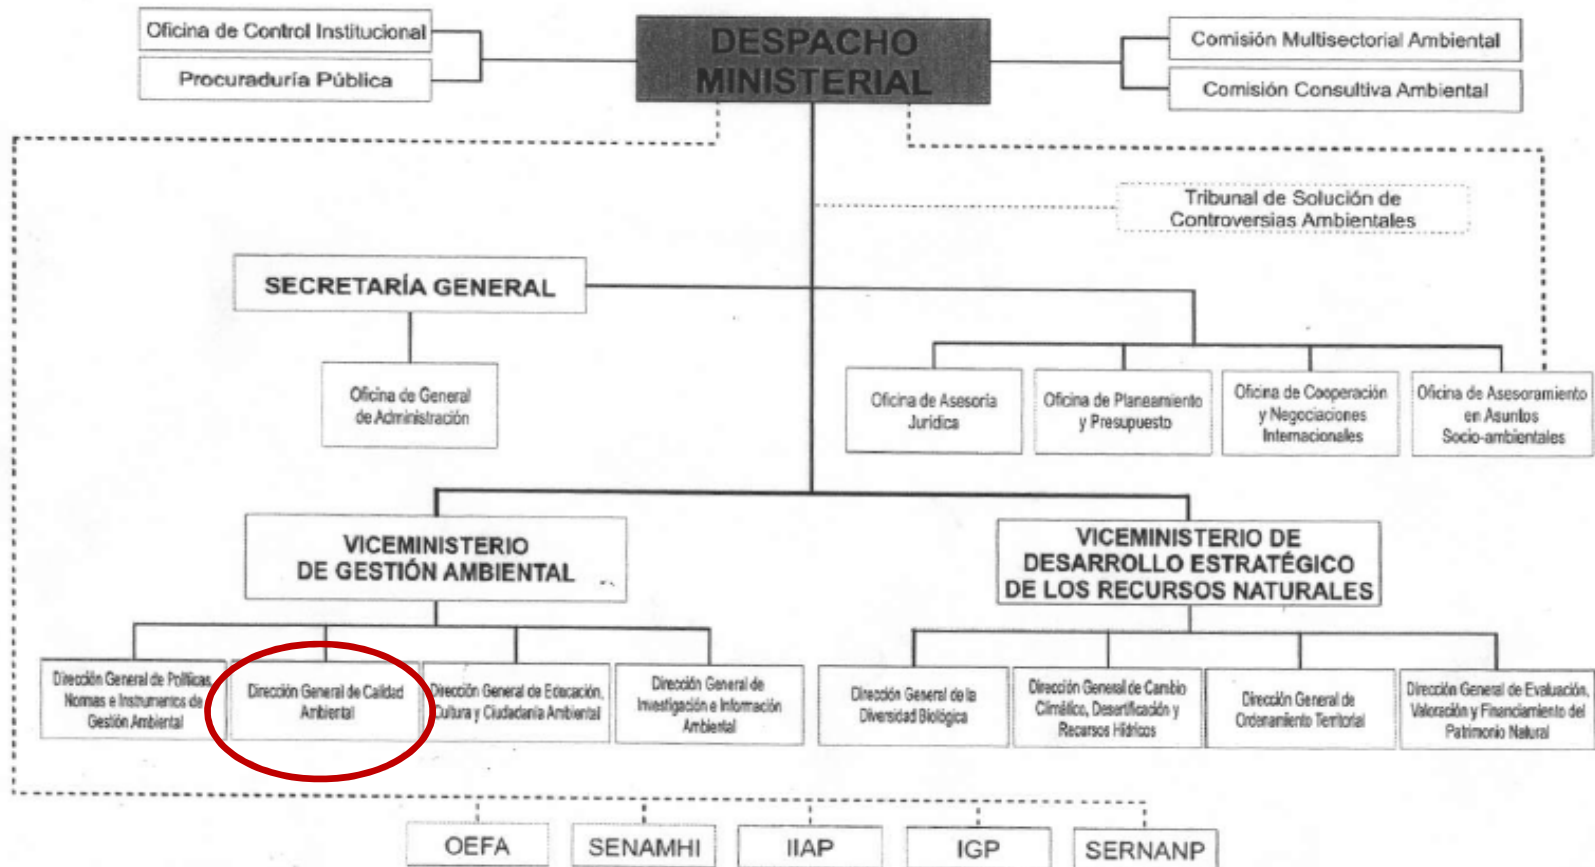 Oficina de Control Institucional
Procuraduría Pública
DESPACHO
MINISTERIAL
Comisión Multisectorial Ambiental
Comisión Consultiva Ambiental
Tribunal de Solución de
Controversias Ambientales
SECRETARÍA GENERAL
Oficina de General
de Administración
Oficina de Asesoria
Jurídica
Oficina de Planeamiento
y Presupuesto
Oficina de Cooperación
y Negociaciones
Internacionales
Oficina de Asesoramiento
en Asuntos
Socio-ambientales
VICEMINISTERIO
DE GESTIÓN AMBIENTAL
VICEMINISTERIO DE
DESARROLLO ESTRATÉGICO
DE LOS RECURSOS NATURALES
Dirección General de Políticas,
Normas e Instrumentos de
Gestión Ambiental
Dirección General de Calidad
Ambiental
Dirección General de Educación,
Cultura y Ciudadanía Ambiental
Dirección General de
Investigación e Información
Ambiental
Dirección General de la
Diversidad Biológica
Dirección General de Cambio
Climático, Desertificación y
Recursos Hídricos
Dirección General de
Ordenamiento Territorial
Dirección General de Evaluación,
Valoración y Financiamiento del
Patrimonio Natural
OEFA
SENAMHI
IIAP
IGP
SERNANP